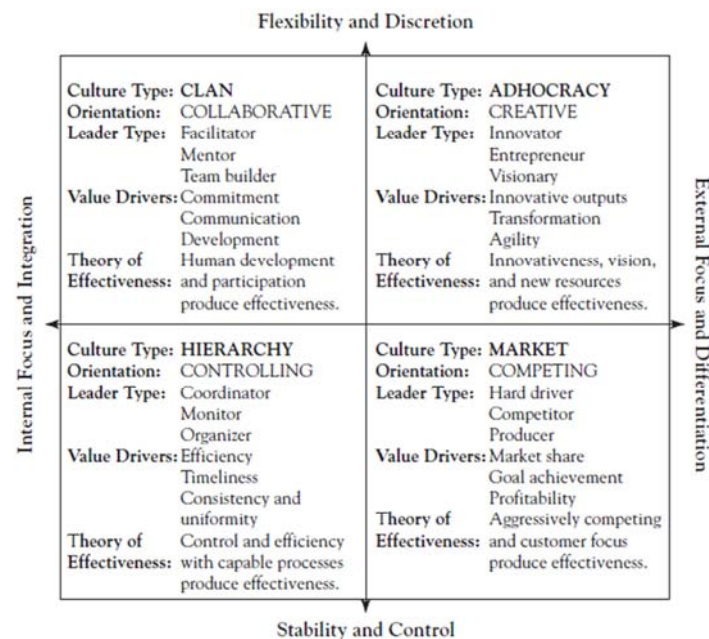 Flexibility and Discretion
Culture Type: CLAN
Orientation: COLLABORATIVE
Leader Type: Facilitator
Mentor
Team builder
Value Drivers: Commitment
Communication
Development
Theory of Human development
Effectiveness: and participation
produce effectiveness.
Culture Type: ADHOCRACY
Orientation: CREATIVE
Leader Type: Innovator
Entrepreneur
Visionary
Value Drivers: Innovative outputs
Transformation
Agility
Theory of Innovativeness, vision,
Effectiveness: and new resources
produce effectiveness.
Internal Focus and Integration
External Focus and Differentiation
Culture Type: HIERARCHY
Orientation: CONTROLLING
Leader Type: Coordinator
Monitor
Organizer
Value Drivers: Efficiency
Timeliness
Consistency and
uniformity
Theory of Control and efficiency
Effectiveness: with capable processes
produce effectiveness.
Culture Type: MARKET
Orientation: COMPETING
Leader Type: Hard driver
Competitor
Producer
Value Drivers: Market share
Goal achievement
Profitability
Theory of Aggressively competing
Effectiveness: and customer focus
produce effectiveness.
Stability and Control